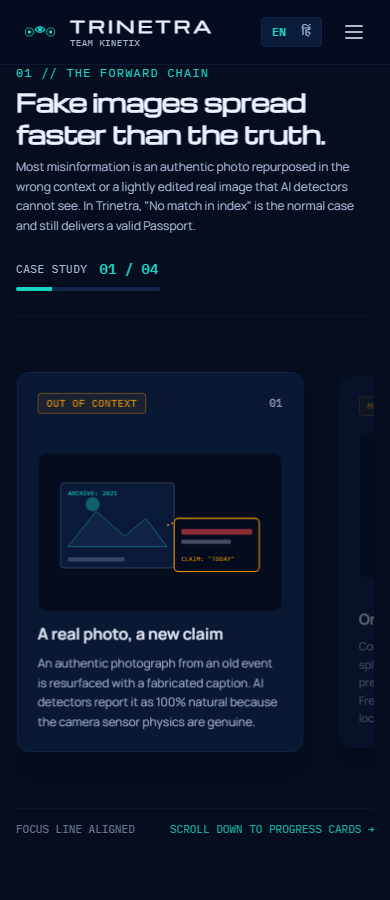 TRINETRA
TEAM KINETIX
EN हिं
01 // THE FORWARD CHAIN
Fake images spread
faster than the truth.
Most misinformation is an authentic photo repurposed in the
wrong context or a lightly edited real image that AI detectors
cannot see. In Trinetra, "No match in index" is the normal case
and still delivers a valid Passport.
CASE STUDY 01 / 04
OUT OF CONTEXT 01
ARCHIVE: 2021
CLAIM: "TODAY"
A real photo, a new claim
An authentic photograph from an old event
is resurfaced with a fabricated caption. AI
detectors report it as 100% natural because
the camera sensor physics are genuine.
FOCUS LINE ALIGNED
SCROLL DOWN TO PROGRESS CARDS →